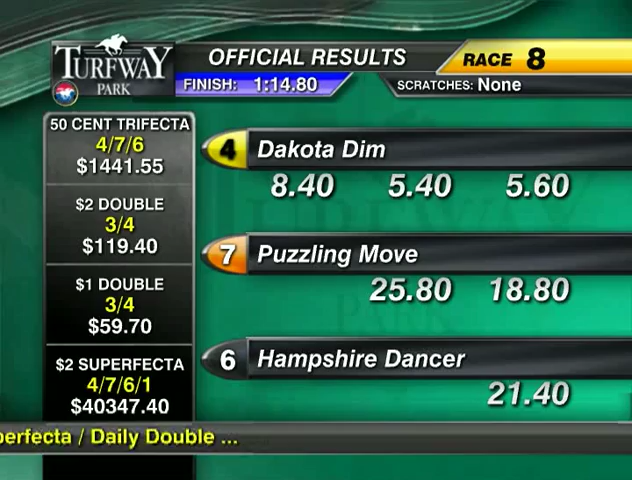 TURFWAY
PARK
OFFICIAL RESULTS
RACE 8
FINISH: 1:14.80
SCRATCHES: None
50 CENT TRIFECTA
4/7/6
$1441.55
$2 DOUBLE
3/4
$119.40
$1 DOUBLE
3/4
$59.70
$2 SUPERFECTA
4/7/6/1
$40347.40
4 Dakota Dim
8.40 5.40 5.60
7 Puzzling Move
25.80 18.80
6 Hampshire Dancer
21.40
perfecta / Daily Double ...